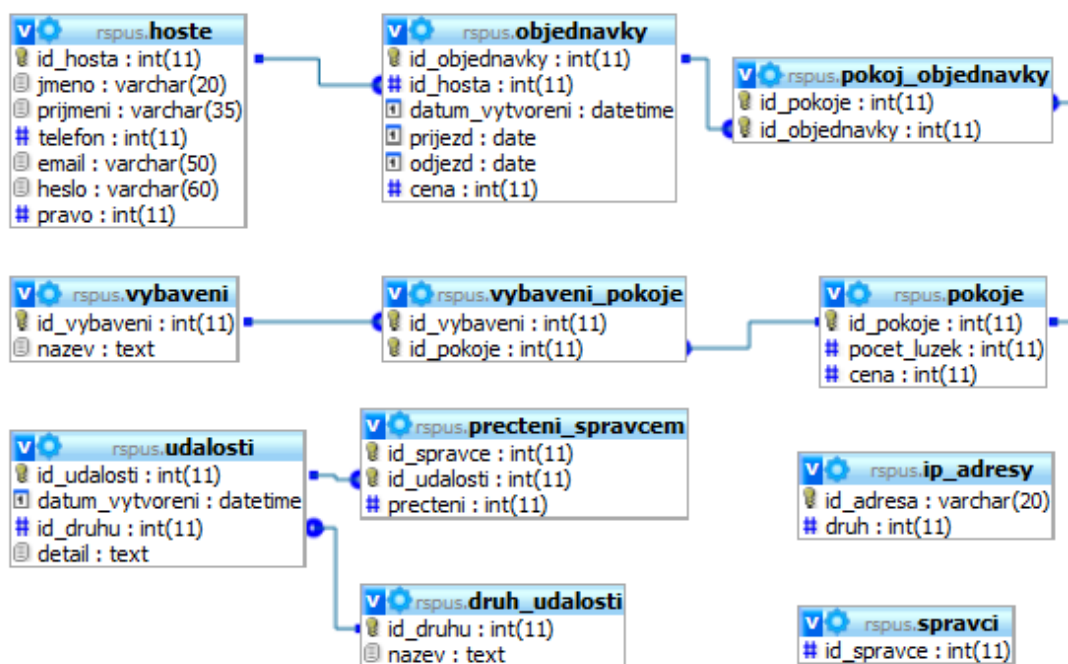 rspus.hoste
id_hosta : int(11)
jmeno : varchar(20)
prijmeni : varchar(35)
telefon : int(11)
email : varchar(50)
heslo : varchar(60)
pravo : int(11)
rspus.objednavky
id_objednavky : int(11)
id_hosta : int(11)
datum_vytvoreni : datetime
prijezd : date
odjezd : date
cena : int(11)
rspus.pokoj_objednavky
id_pokoje : int(11)
id_objednavky : int(11)
rspus.vybaveni
id_vybaveni : int(11)
nazev : text
rspus.vybaveni_pokoje
id_vybaveni : int(11)
id_pokoje : int(11)
rspus.pokoje
id_pokoje : int(11)
pocet_luzek : int(11)
cena : int(11)
rspus.udalosti
id_udalosti : int(11)
datum_vytvoreni : datetime
id_druhu : int(11)
detail : text
rspus.precteni_spravcem
id_spravce : int(11)
id_udalosti : int(11)
precteni : int(11)
rspus.ip_adresy
id_adresa : varchar(20)
druh : int(11)
rspus.druh_udalosti
id_druhu : int(11)
nazev : text
rspus.spravci
id_spravce : int(11)